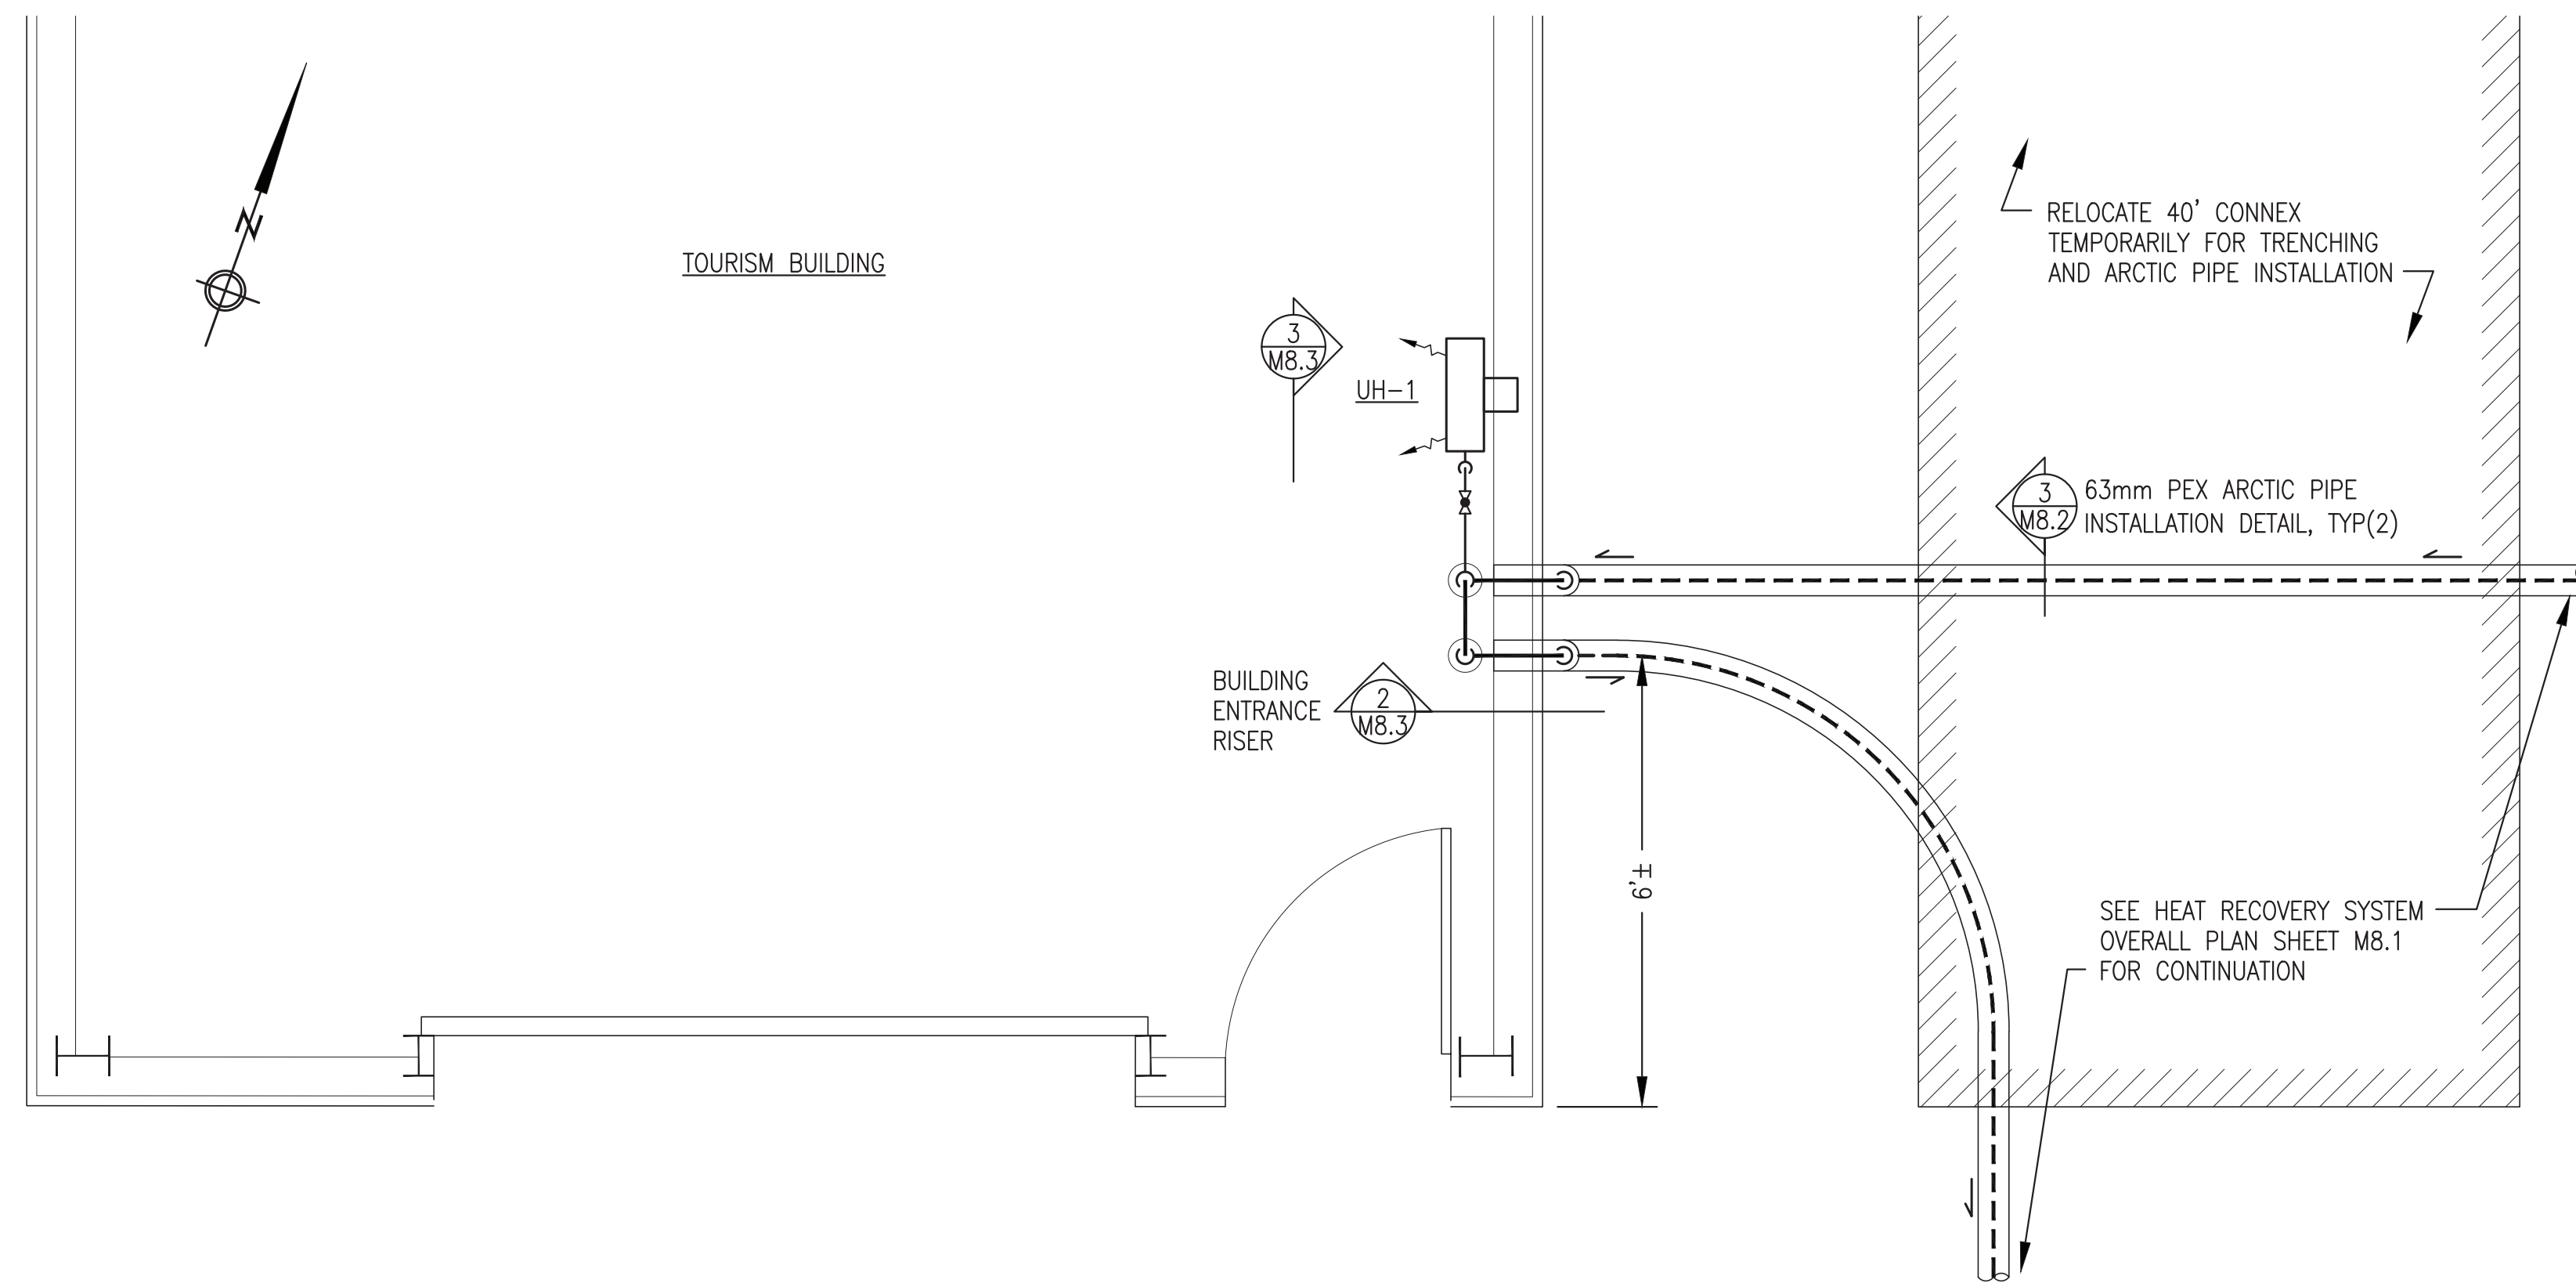 N
TOURISM BUILDING
3
M8.3
UH-1
RELOCATE 40' CONNEX
TEMPORARILY FOR TRENCHING
AND ARCTIC PIPE INSTALLATION
3
M8.2
63mm PEX ARCTIC PIPE
INSTALLATION DETAIL, TYP(2)
BUILDING
ENTRANCE
RISER
2
M8.3
6'±
SEE HEAT RECOVERY SYSTEM
OVERALL PLAN SHEET M8.1
FOR CONTINUATION